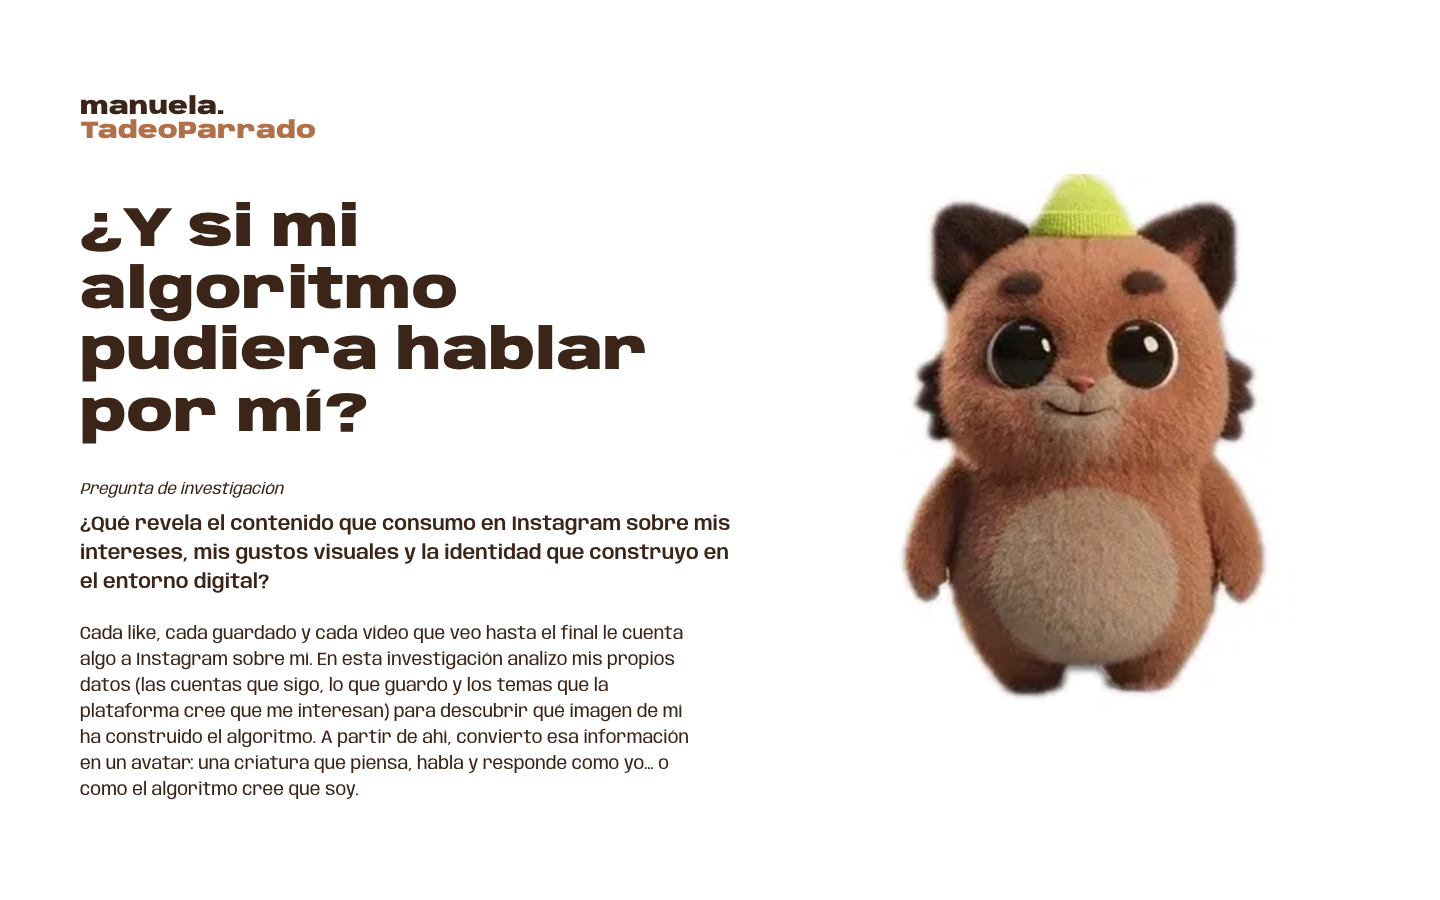 manuela.
TadeoParrado
¿Y si mi
algoritmo
pudiera hablar
por mí?
Pregunta de investigación
¿Qué revela el contenido que consumo en Instagram sobre mis
intereses, mis gustos visuales y la identidad que construyo en
el entorno digital?
Cada like, cada guardado y cada vídeo que veo hasta el final le cuenta
algo a Instagram sobre mí. En esta investigación analizo mis propios
datos (las cuentas que sigo, lo que guardo y los temas que la
plataforma cree que me interesan) para descubrir qué imagen de mí
ha construido el algoritmo. A partir de ahí, convierto esa información
en un avatar: una criatura que piensa, habla y responde como yo… o
como el algoritmo cree que soy.